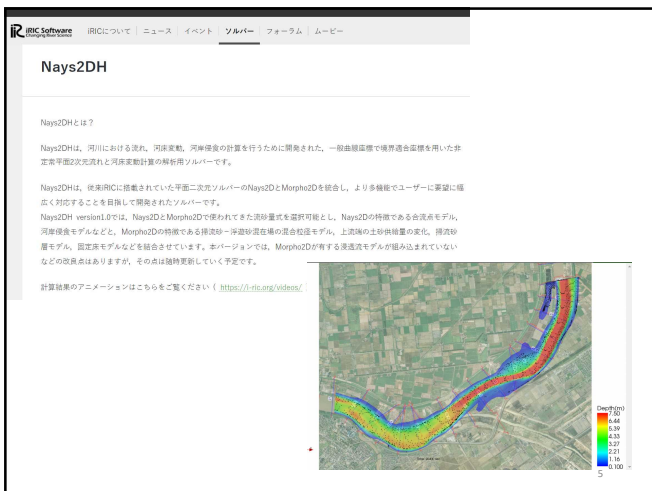 iRIC Software
Changing River Science
iRICについて | ニュース | イベント | ソルバー | フォーラム | ムービー
Nays2DH
Nays2DHとは？
Nays2DHは，河川における流れ，河床変動，河岸侵食の計算を行うために開発された，一般曲線座標で境界適合座標を用いた非
定常平面2次元流れと河床変動計算の解析用ソルバーです。
Nays2DHは，従来iRICに搭載されていた平面二次元ソルバーのNays2DとMorpho2Dを統合し，より多機能でユーザーに要望に幅
広く対応することを目指して開発されたソルバーです。
Nays2DH version1.0では，Nays2DとMorpho2Dで使われてきた流砂量式を選択可能とし，Nays2Dの特徴である合流点モデル，
河岸侵食モデルなどと，Morpho2Dの特徴である掃流砂－浮遊砂混在場の混合粒径モデル，上流端の土砂供給量の変化，掃流砂
層モデル，固定床モデルなどを結合させています。本バージョンでは，Morpho2Dが有する浸透流モデルが組み込まれていない
などの改良点はありますが，その点は随時更新していく予定です。
計算結果のアニメーションはこちらをご覧ください（ https://i-ric.org/videos/
Depth(m)
7.50
6.44
5.39
4.33
3.27
2.21
1.16
0.100
5